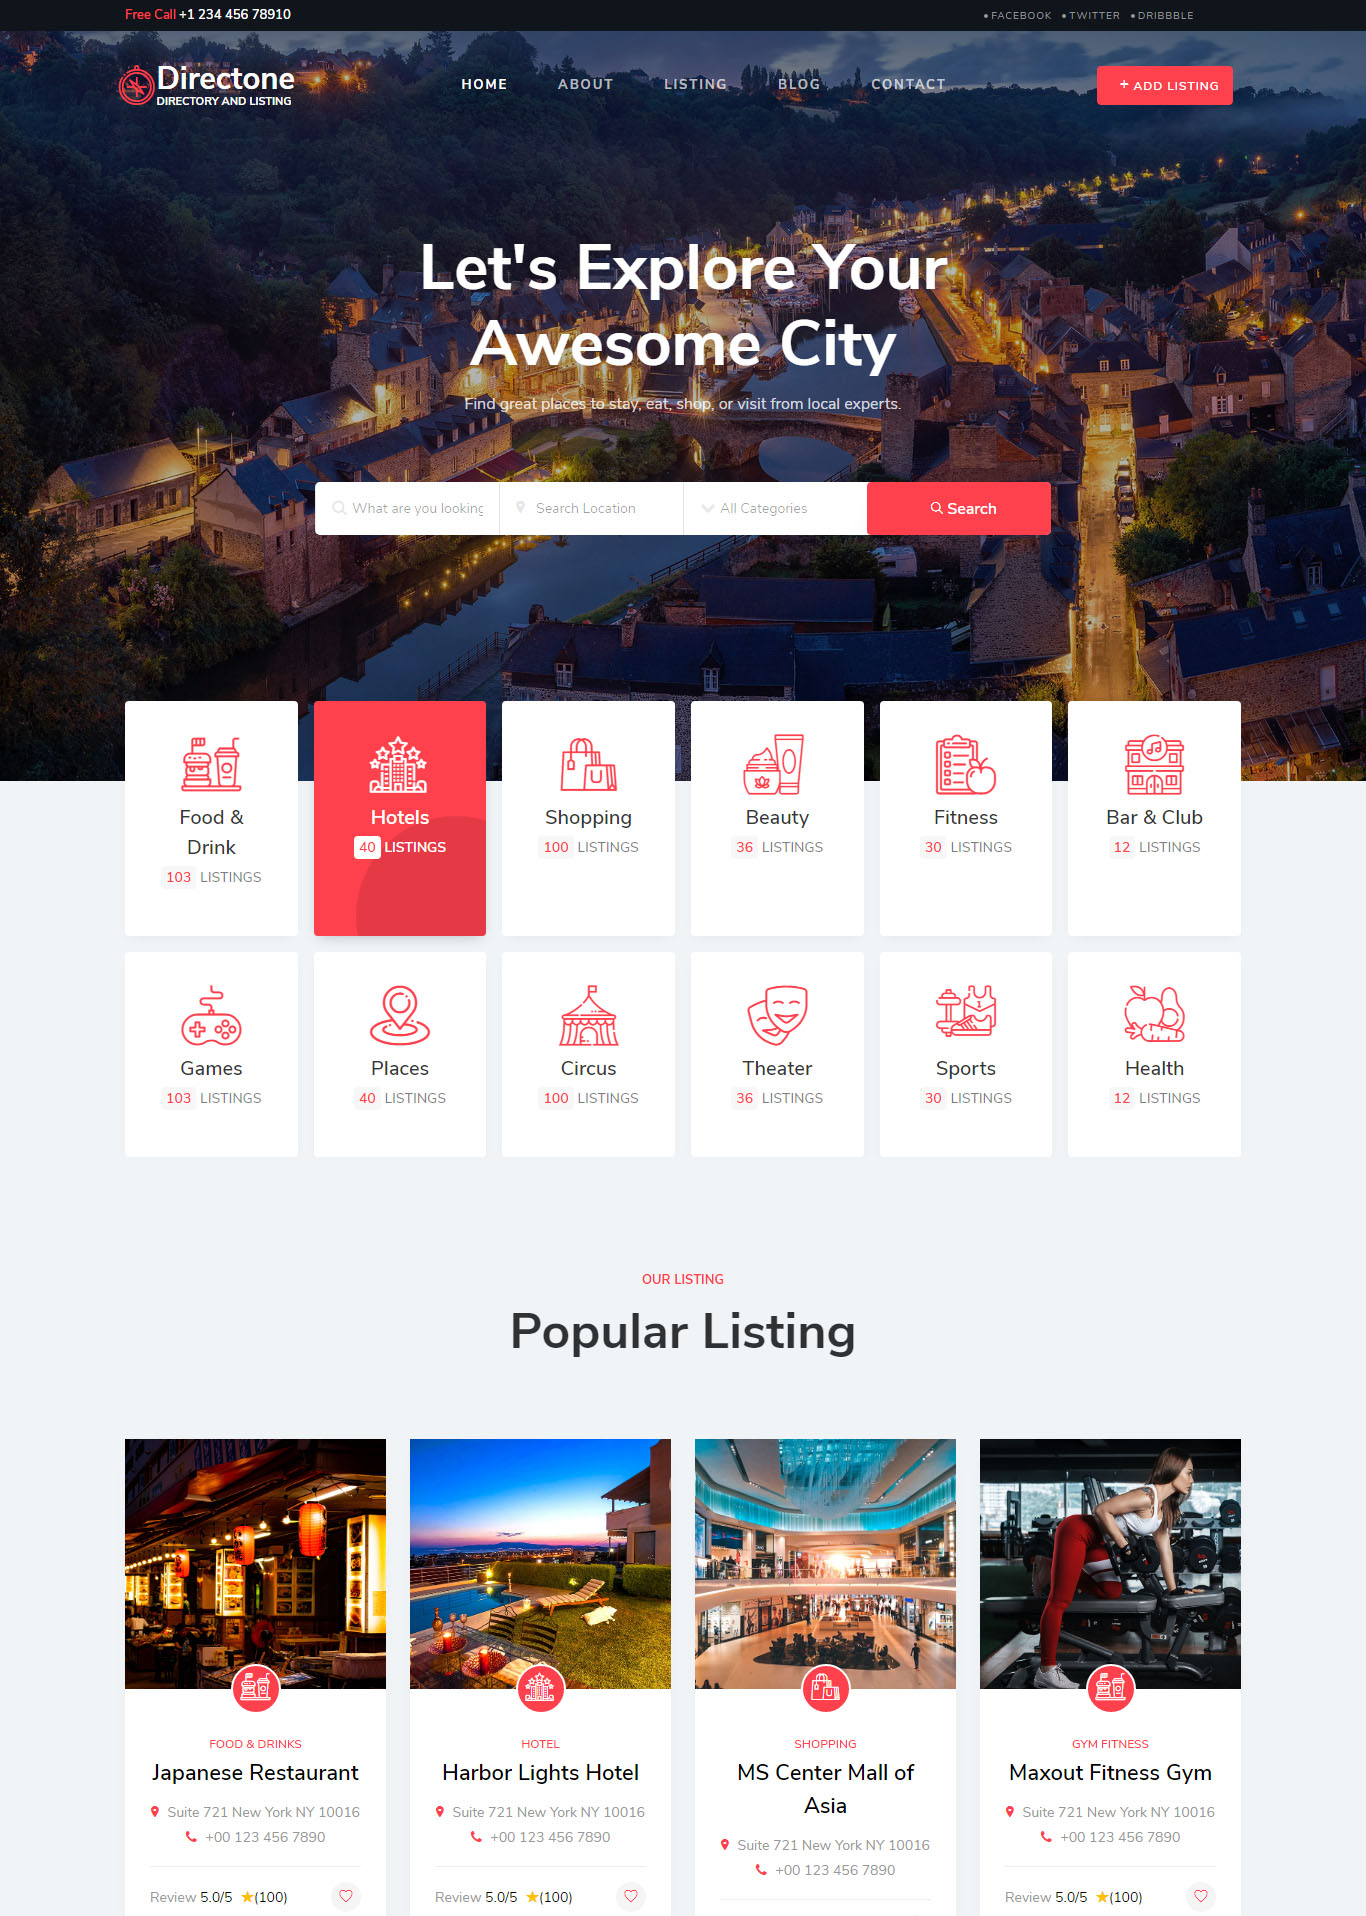 Free Call +1 234 456 78910
FACEBOOK TWITTER DRIBBBLE
Directone
DIRECTORY AND LISTING
HOME ABOUT LISTING BLOG CONTACT
+ ADD LISTING
Let's Explore Your
Awesome City
Find great places to stay, eat, shop, or visit from local experts.
What are you looking
Search Location
All Categories
Search
Food &
Drink
103 LISTINGS
Hotels
40 LISTINGS
Shopping
100 LISTINGS
Beauty
36 LISTINGS
Fitness
30 LISTINGS
Bar & Club
12 LISTINGS
Games
103 LISTINGS
Places
40 LISTINGS
Circus
100 LISTINGS
Theater
36 LISTINGS
Sports
30 LISTINGS
Health
12 LISTINGS
OUR LISTING
Popular Listing
FOOD & DRINKS
Japanese Restaurant
Suite 721 New York NY 10016
+00 123 456 7890
Review 5.0/5 ★(100)
HOTEL
Harbor Lights Hotel
Suite 721 New York NY 10016
+00 123 456 7890
Review 5.0/5 ★(100)
SHOPPING
MS Center Mall of
Asia
Suite 721 New York NY 10016
+00 123 456 7890
GYM FITNESS
Maxout Fitness Gym
Suite 721 New York NY 10016
+00 123 456 7890
Review 5.0/5 ★(100)